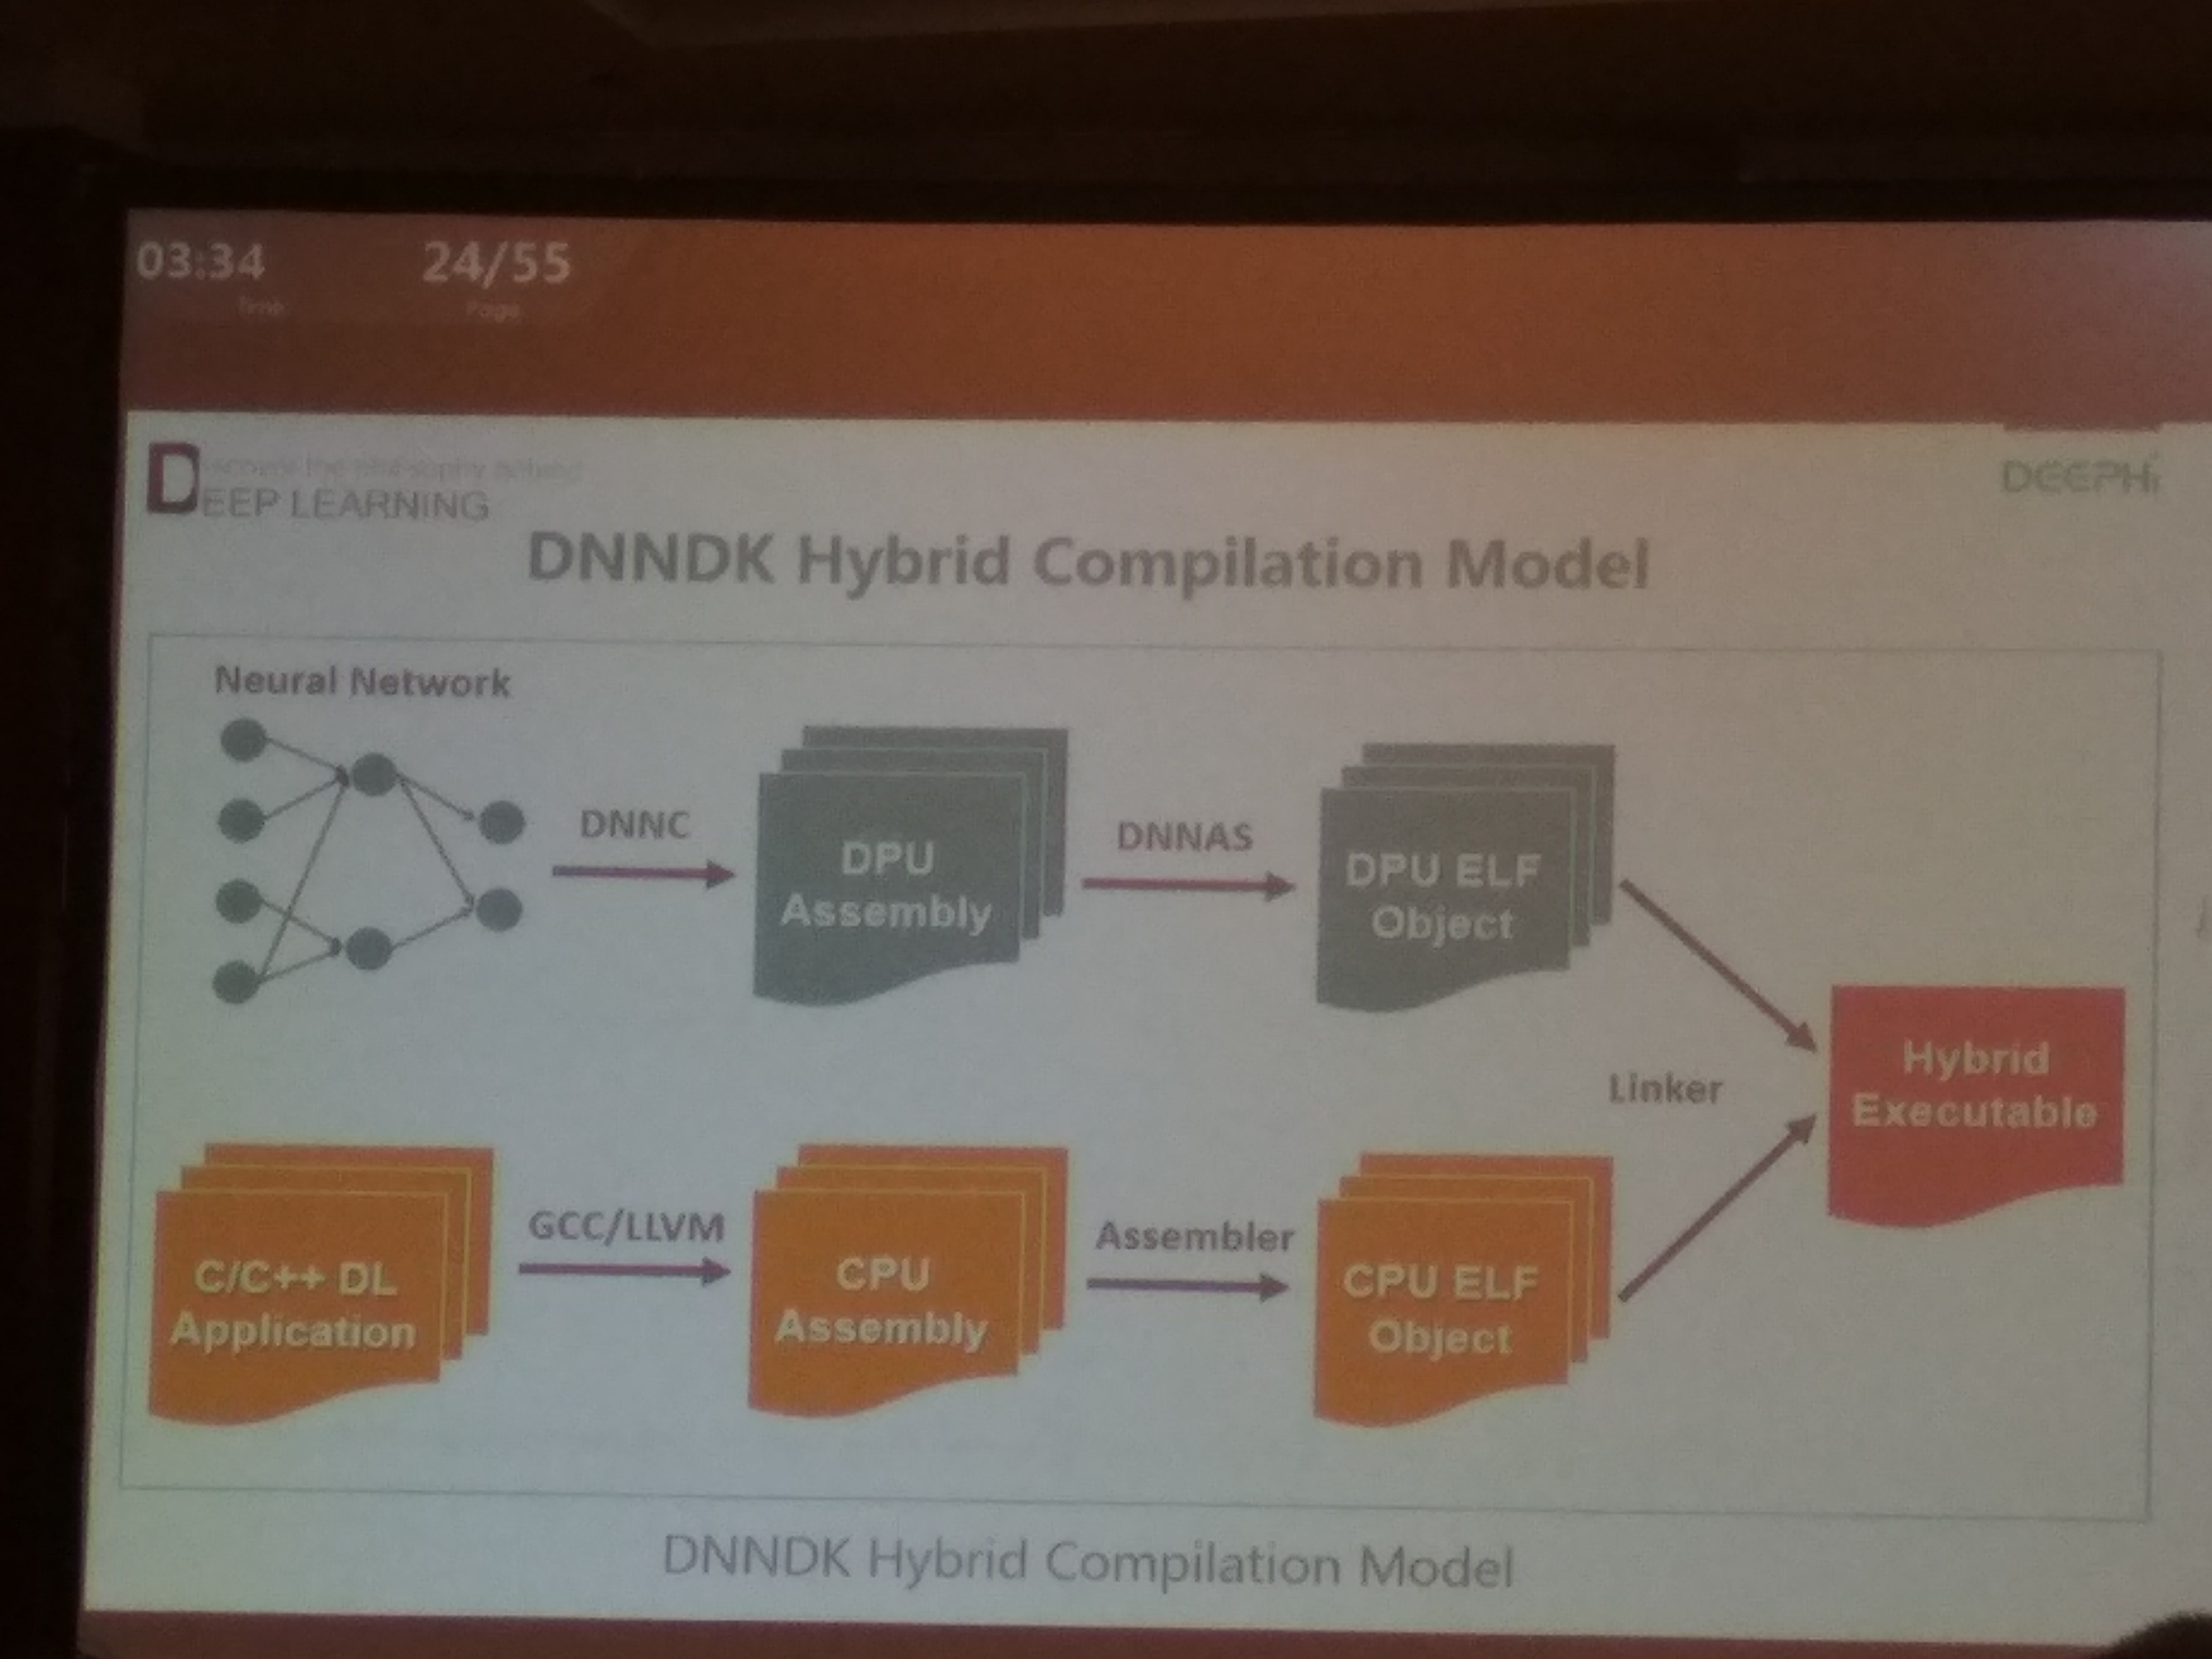 03:34
24/55
Time
Page
DEEP LEARNING
DEEPHi
DNNDK Hybrid Compilation Model
Neural Network
DNNC
DPU
Assembly
DNNAS
DPU ELF
Object
Linker
Hybrid
Executable
C/C++ DL
Application
GCC/LLVM
CPU
Assembly
Assembler
CPU ELF
Object
DNNDK Hybrid Compilation Model